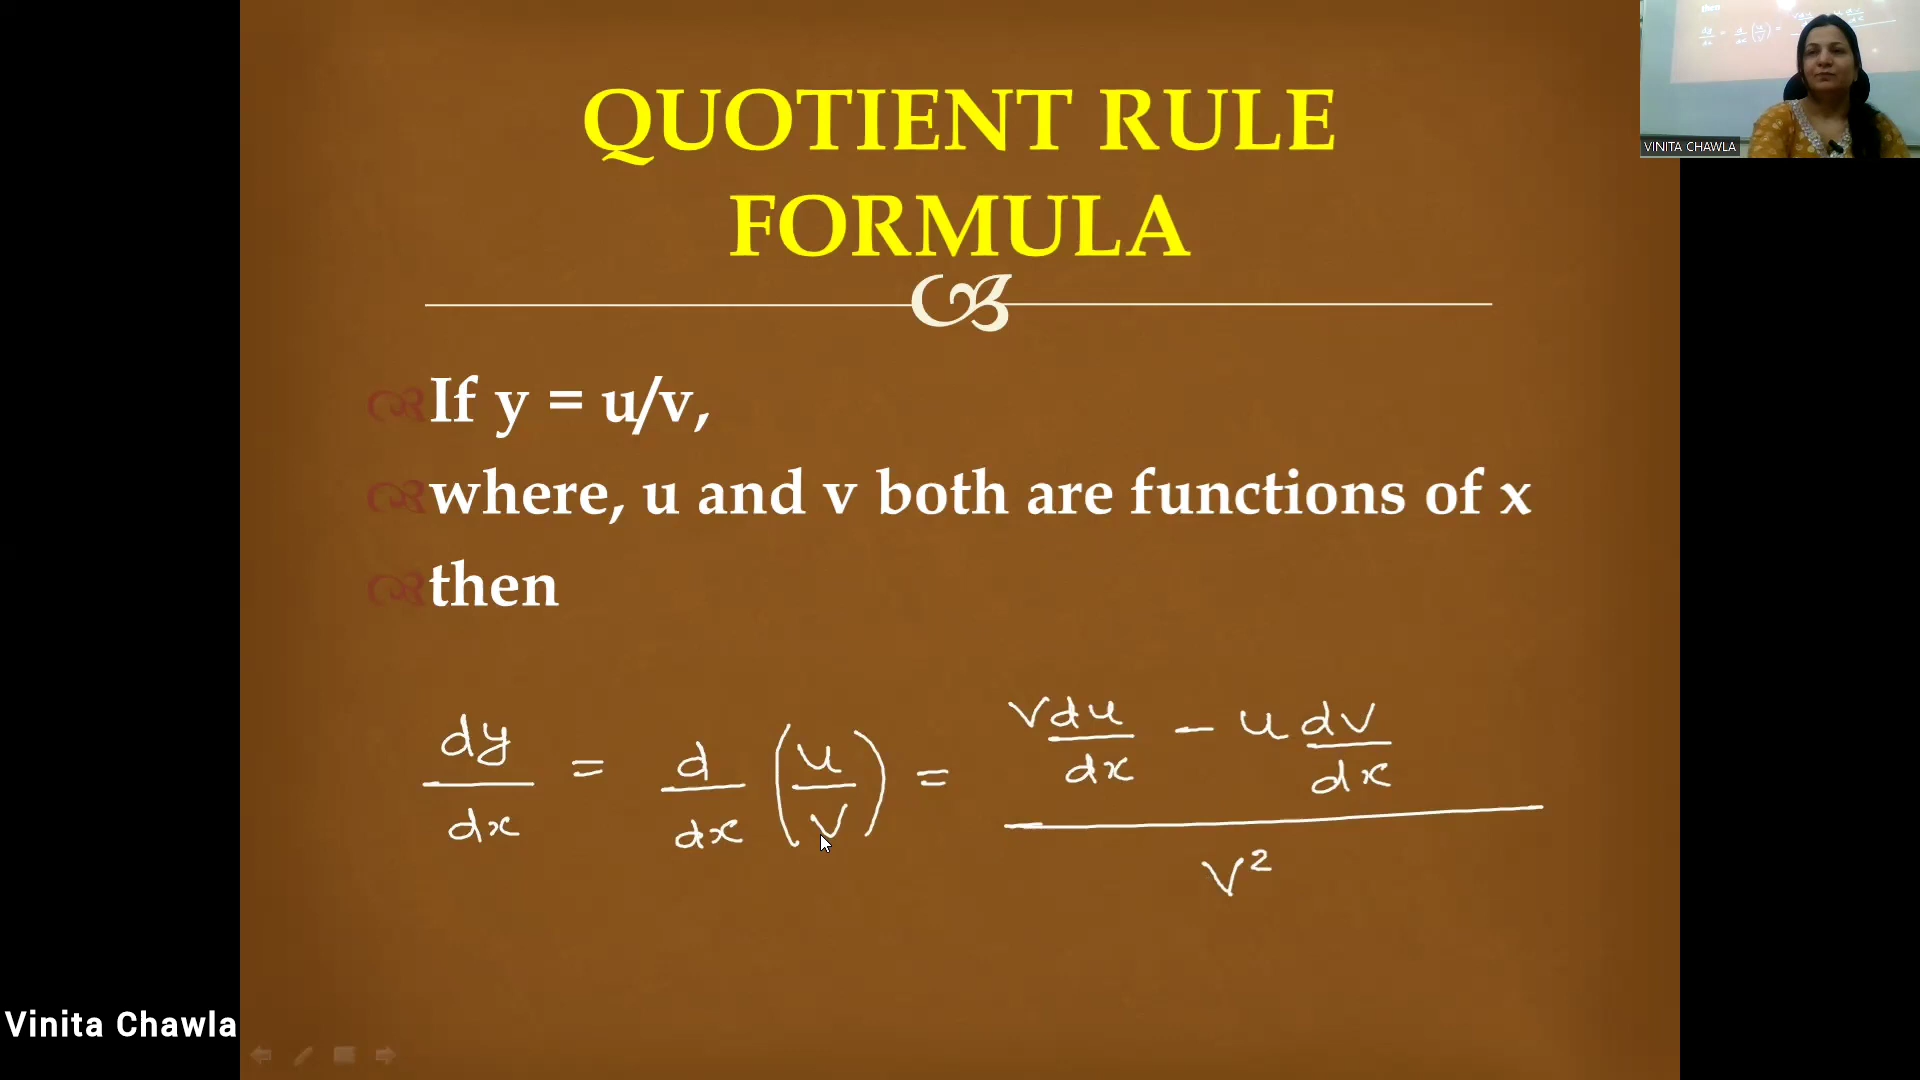 QUOTIENT RULE
FORMULA
If y = u/v,
where, u and v both are functions of x
then
dy/dx = d/dx (u/v) = (v du/dx - u dv/dx)/v²
VINITA CHAWLA
Vinita Chawla